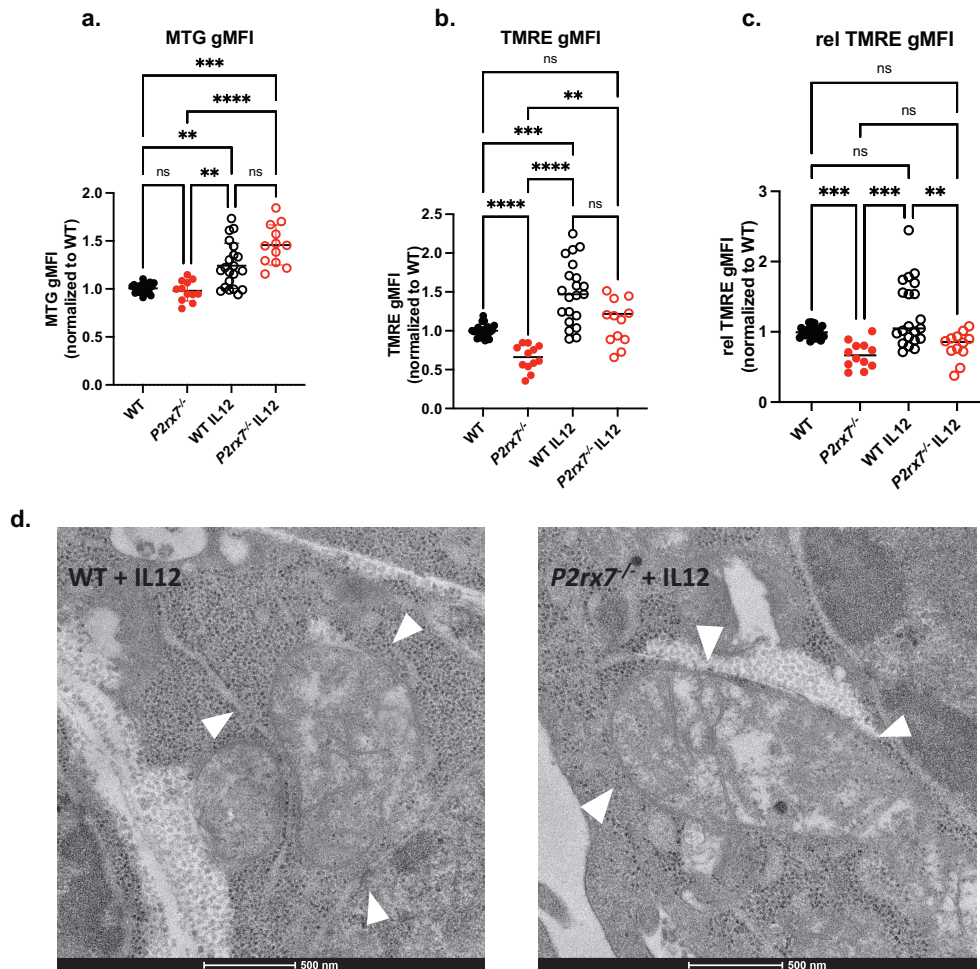 a.
MTG gMFI
***
****
**
ns
**
ns
2.0
1.5
1.0
0.5
0.0
MTG gMFI
(normalized to WT)
WT
P2rx7-/-
WT IL12
P2rx7-/- IL12
b.
TMRE gMFI
ns
**
***
****
****
ns
2.5
2.0
1.5
1.0
0.5
0.0
TMRE gMFI
(normalized to WT)
WT
P2rx7-/-
WT IL12
P2rx7-/- IL12
c.
rel TMRE gMFI
ns
ns
ns
***
***
**
3
2
1
0
rel TMRE gMFI
(normalized to WT)
WT
P2rx7-/-
WT IL12
P2rx7-/- IL12
d.
WT + IL12
500 nm
P2rx7-/- + IL12
500 nm